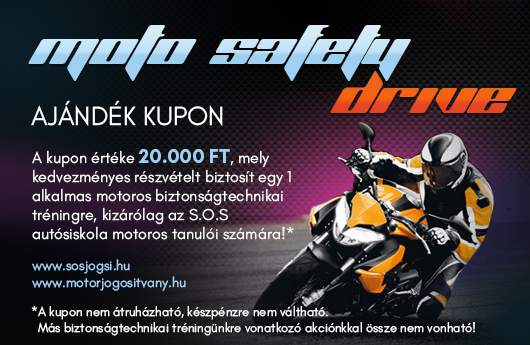 moto safety
drive
AJÁNDÉK KUPON
A kupon értéke 20.000 FT, mely
kedvezményes részvételt biztosít egy 1
alkalmas motoros biztonságtechnikai
tréningre, kizárólag az S.O.S
autósiskola motoros tanulói számára!*
www.sosjogsi.hu
www.motorjogositvany.hu
*A kupon nem átruházható, készpénzre nem váltható.
Más biztonságtechnikai tréningünkre vonatkozó akciónkkal össze nem vonható!